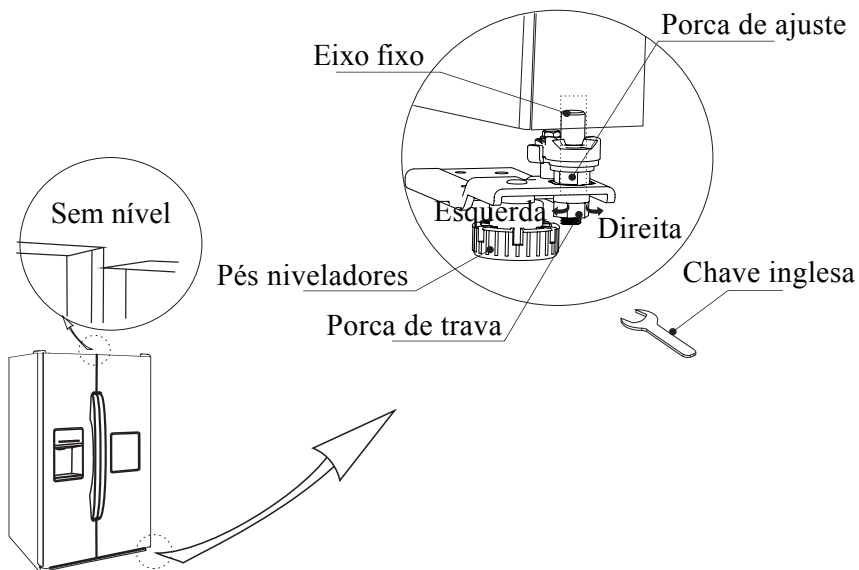 Porca de ajuste
Eixo fixo
Sem nível
Esquerda
Direita
Pés niveladores
Chave inglesa
Porca de trava